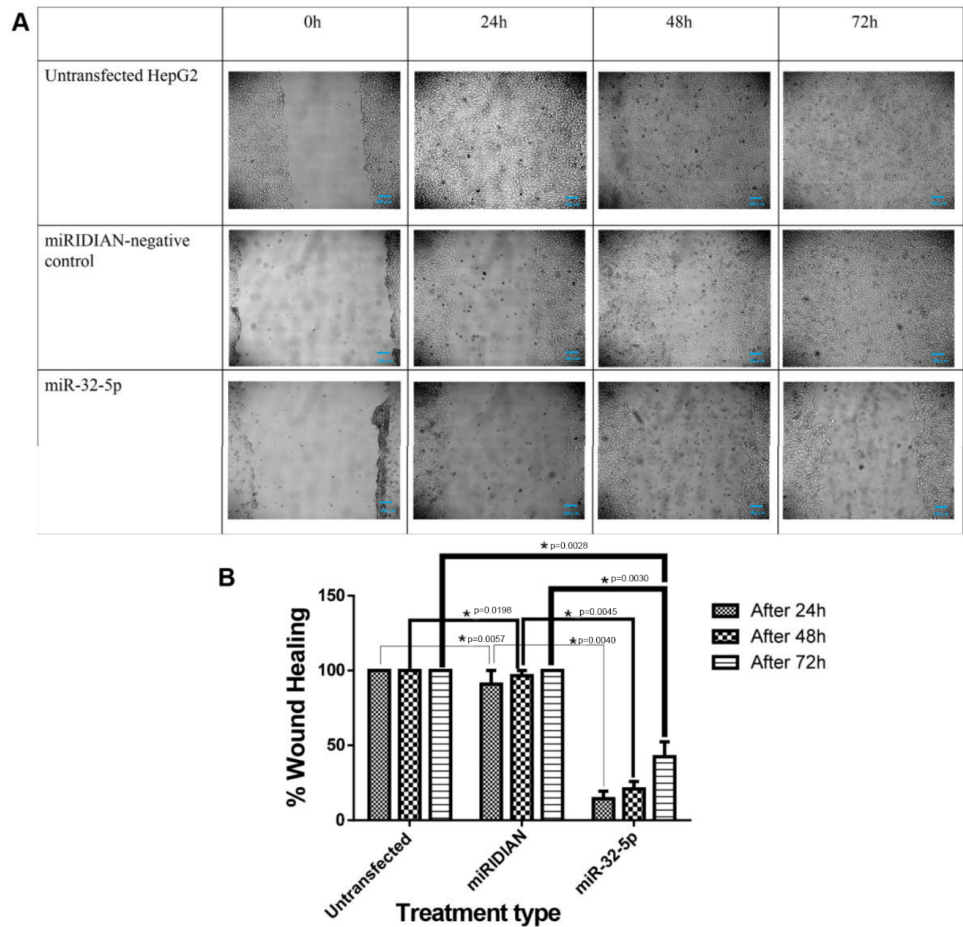 A
0h 24h 48h 72h
Untransfected HepG2
miRIDIAN-negative
control
miR-32-5p
B
* p=0.0028
* p=0.0030
* p=0.0198
* p=0.0045
* p=0.0057
* p=0.0040
150
100
50
0
% Wound Healing
After 24h
After 48h
After 72h
Untransfected
miRIDIAN
miR-32-5p
Treatment type